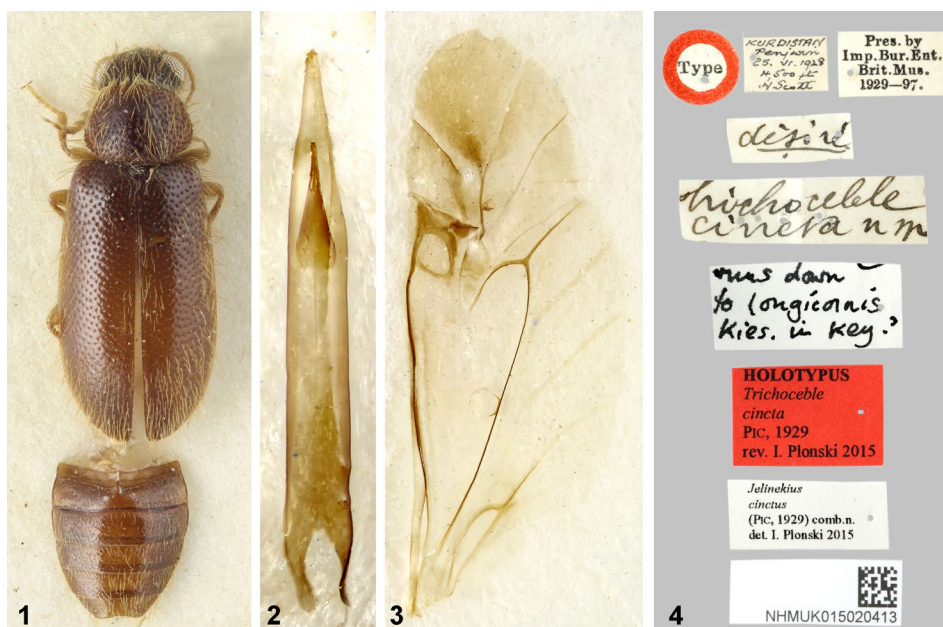 1
2
3
4
Type
KURDISTAN
Penjwin
25. VI. 1928
4,500 ft
H Scott
Pres. by
Imp.Bur.Ent.
Brit.Mus.
1929—97.
désiré
Trichoceble
cincta n sp
runs down
to longicornis
Kies. in key.?
HOLOTYPUS
Trichoceble
cincta
PIC, 1929
rev. I. Plonski 2015
Jelinekius
cinctus
(PIC, 1929) comb.n.
det. I. Plonski 2015
NHMUK015020413